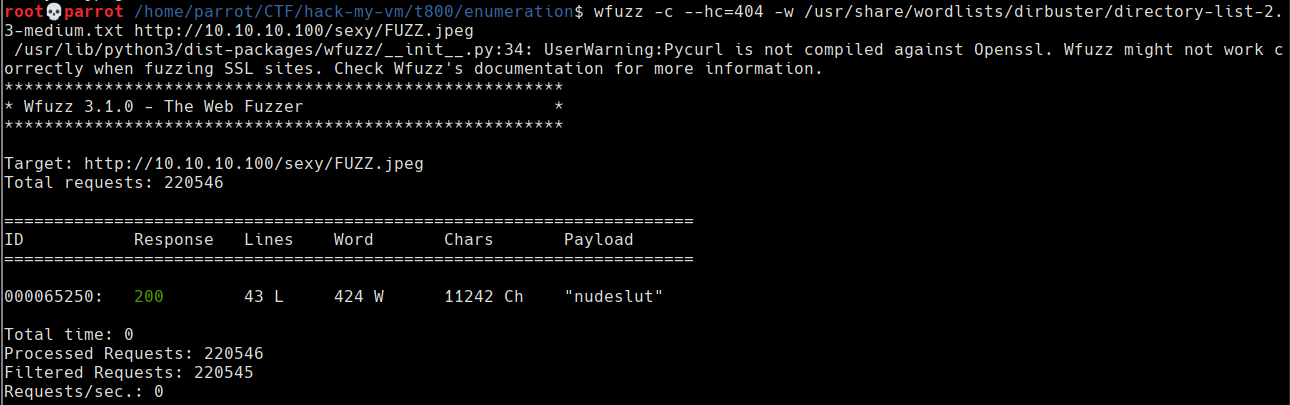 root💀parrot /home/parrot/CTF/hack-my-vm/t800/enumeration$ wfuzz -c --hc=404 -w /usr/share/wordlists/dirbuster/directory-list-2.
3-medium.txt http://10.10.10.100/sexy/FUZZ.jpeg
/usr/lib/python3/dist-packages/wfuzz/__init__.py:34: UserWarning:Pycurl is not compiled against Openssl. Wfuzz might not work c
orrectly when fuzzing SSL sites. Check Wfuzz's documentation for more information.
********************************************************
* Wfuzz 3.1.0 - The Web Fuzzer                         *
********************************************************
Target: http://10.10.10.100/sexy/FUZZ.jpeg
Total requests: 220546
=====================================================================
ID           Response   Lines    Word       Chars       Payload
=====================================================================
000065250:   200        43 L     424 W      11242 Ch    "nudeslut"
Total time: 0
Processed Requests: 220546
Filtered Requests: 220545
Requests/sec.: 0